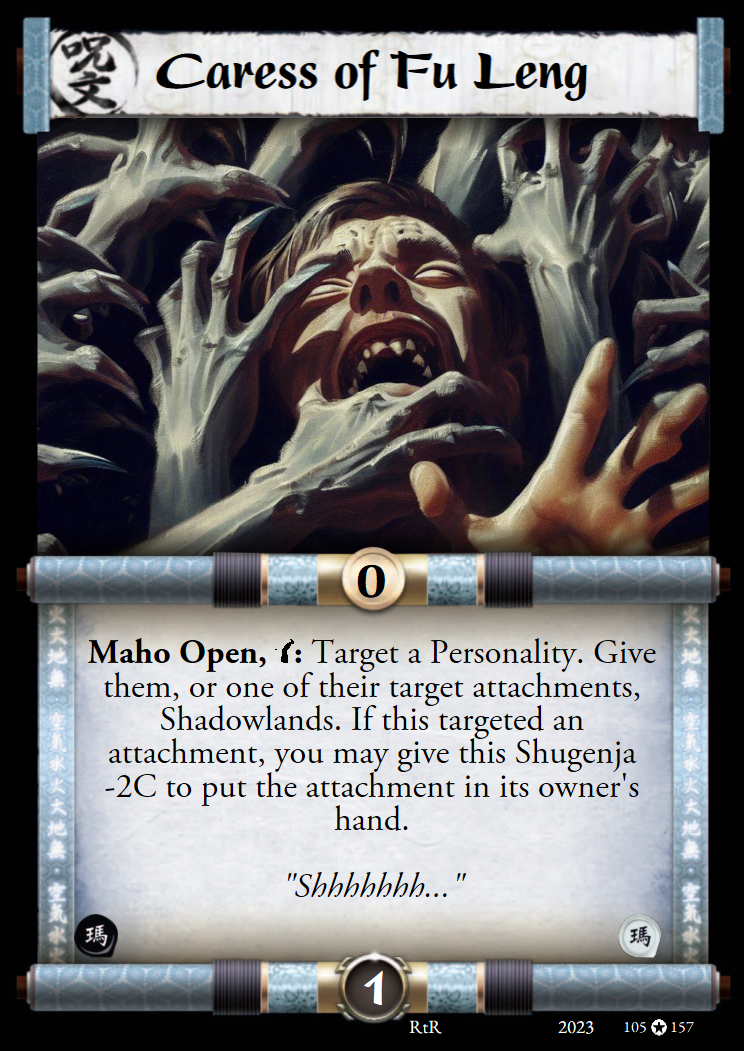 呪文
Caress of Fu Leng
0
Maho Open, : Target a Personality. Give
them, or one of their target attachments,
Shadowlands. If this targeted an
attachment, you may give this Shugenja
-2C to put the attachment in its owner's
hand.
"Shhhhhhh..."
瑪
瑪
1
RtR
2023
105 157